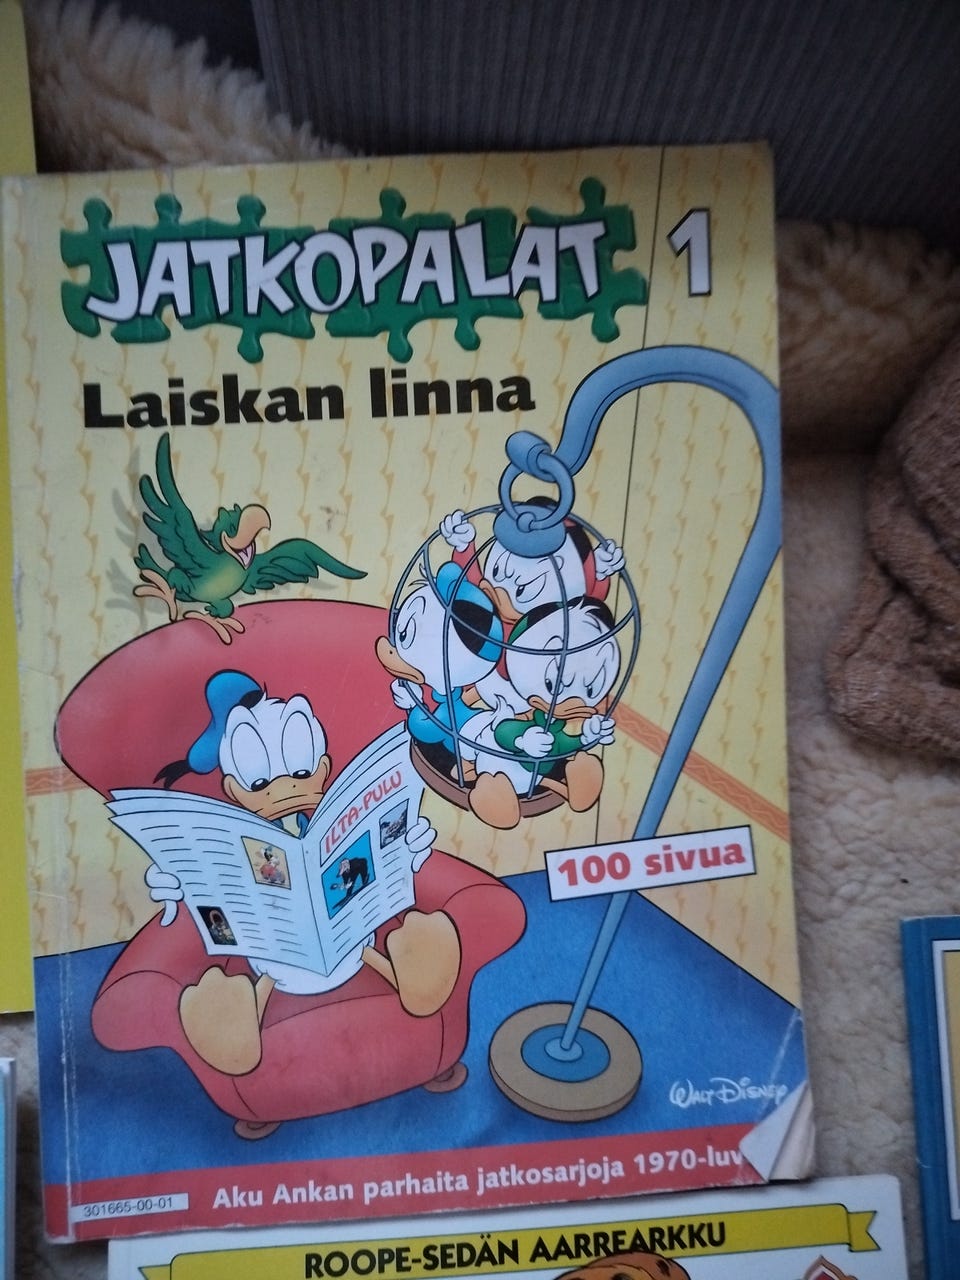 JATKOPALAT 1
Laiskan linna
ILTA-PULU
100 sivua
WALT DISNEY
Aku Ankan parhaita jatkosarjoja 1970-luv
301665-00-01
ROOPE-SEDÄN AARREARKKU